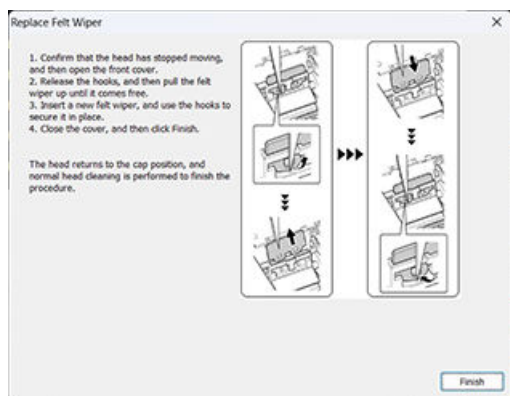 Replace Felt Wiper
1. Confirm that the head has stopped moving,
and then open the front cover.
2. Release the hooks, and then pull the felt
wiper up until it comes free.
3. Insert a new felt wiper, and use the hooks to
secure it in place.
4. Close the cover, and then click Finish.
The head returns to the cap position, and
normal head cleaning is performed to finish the
procedure.
Finish